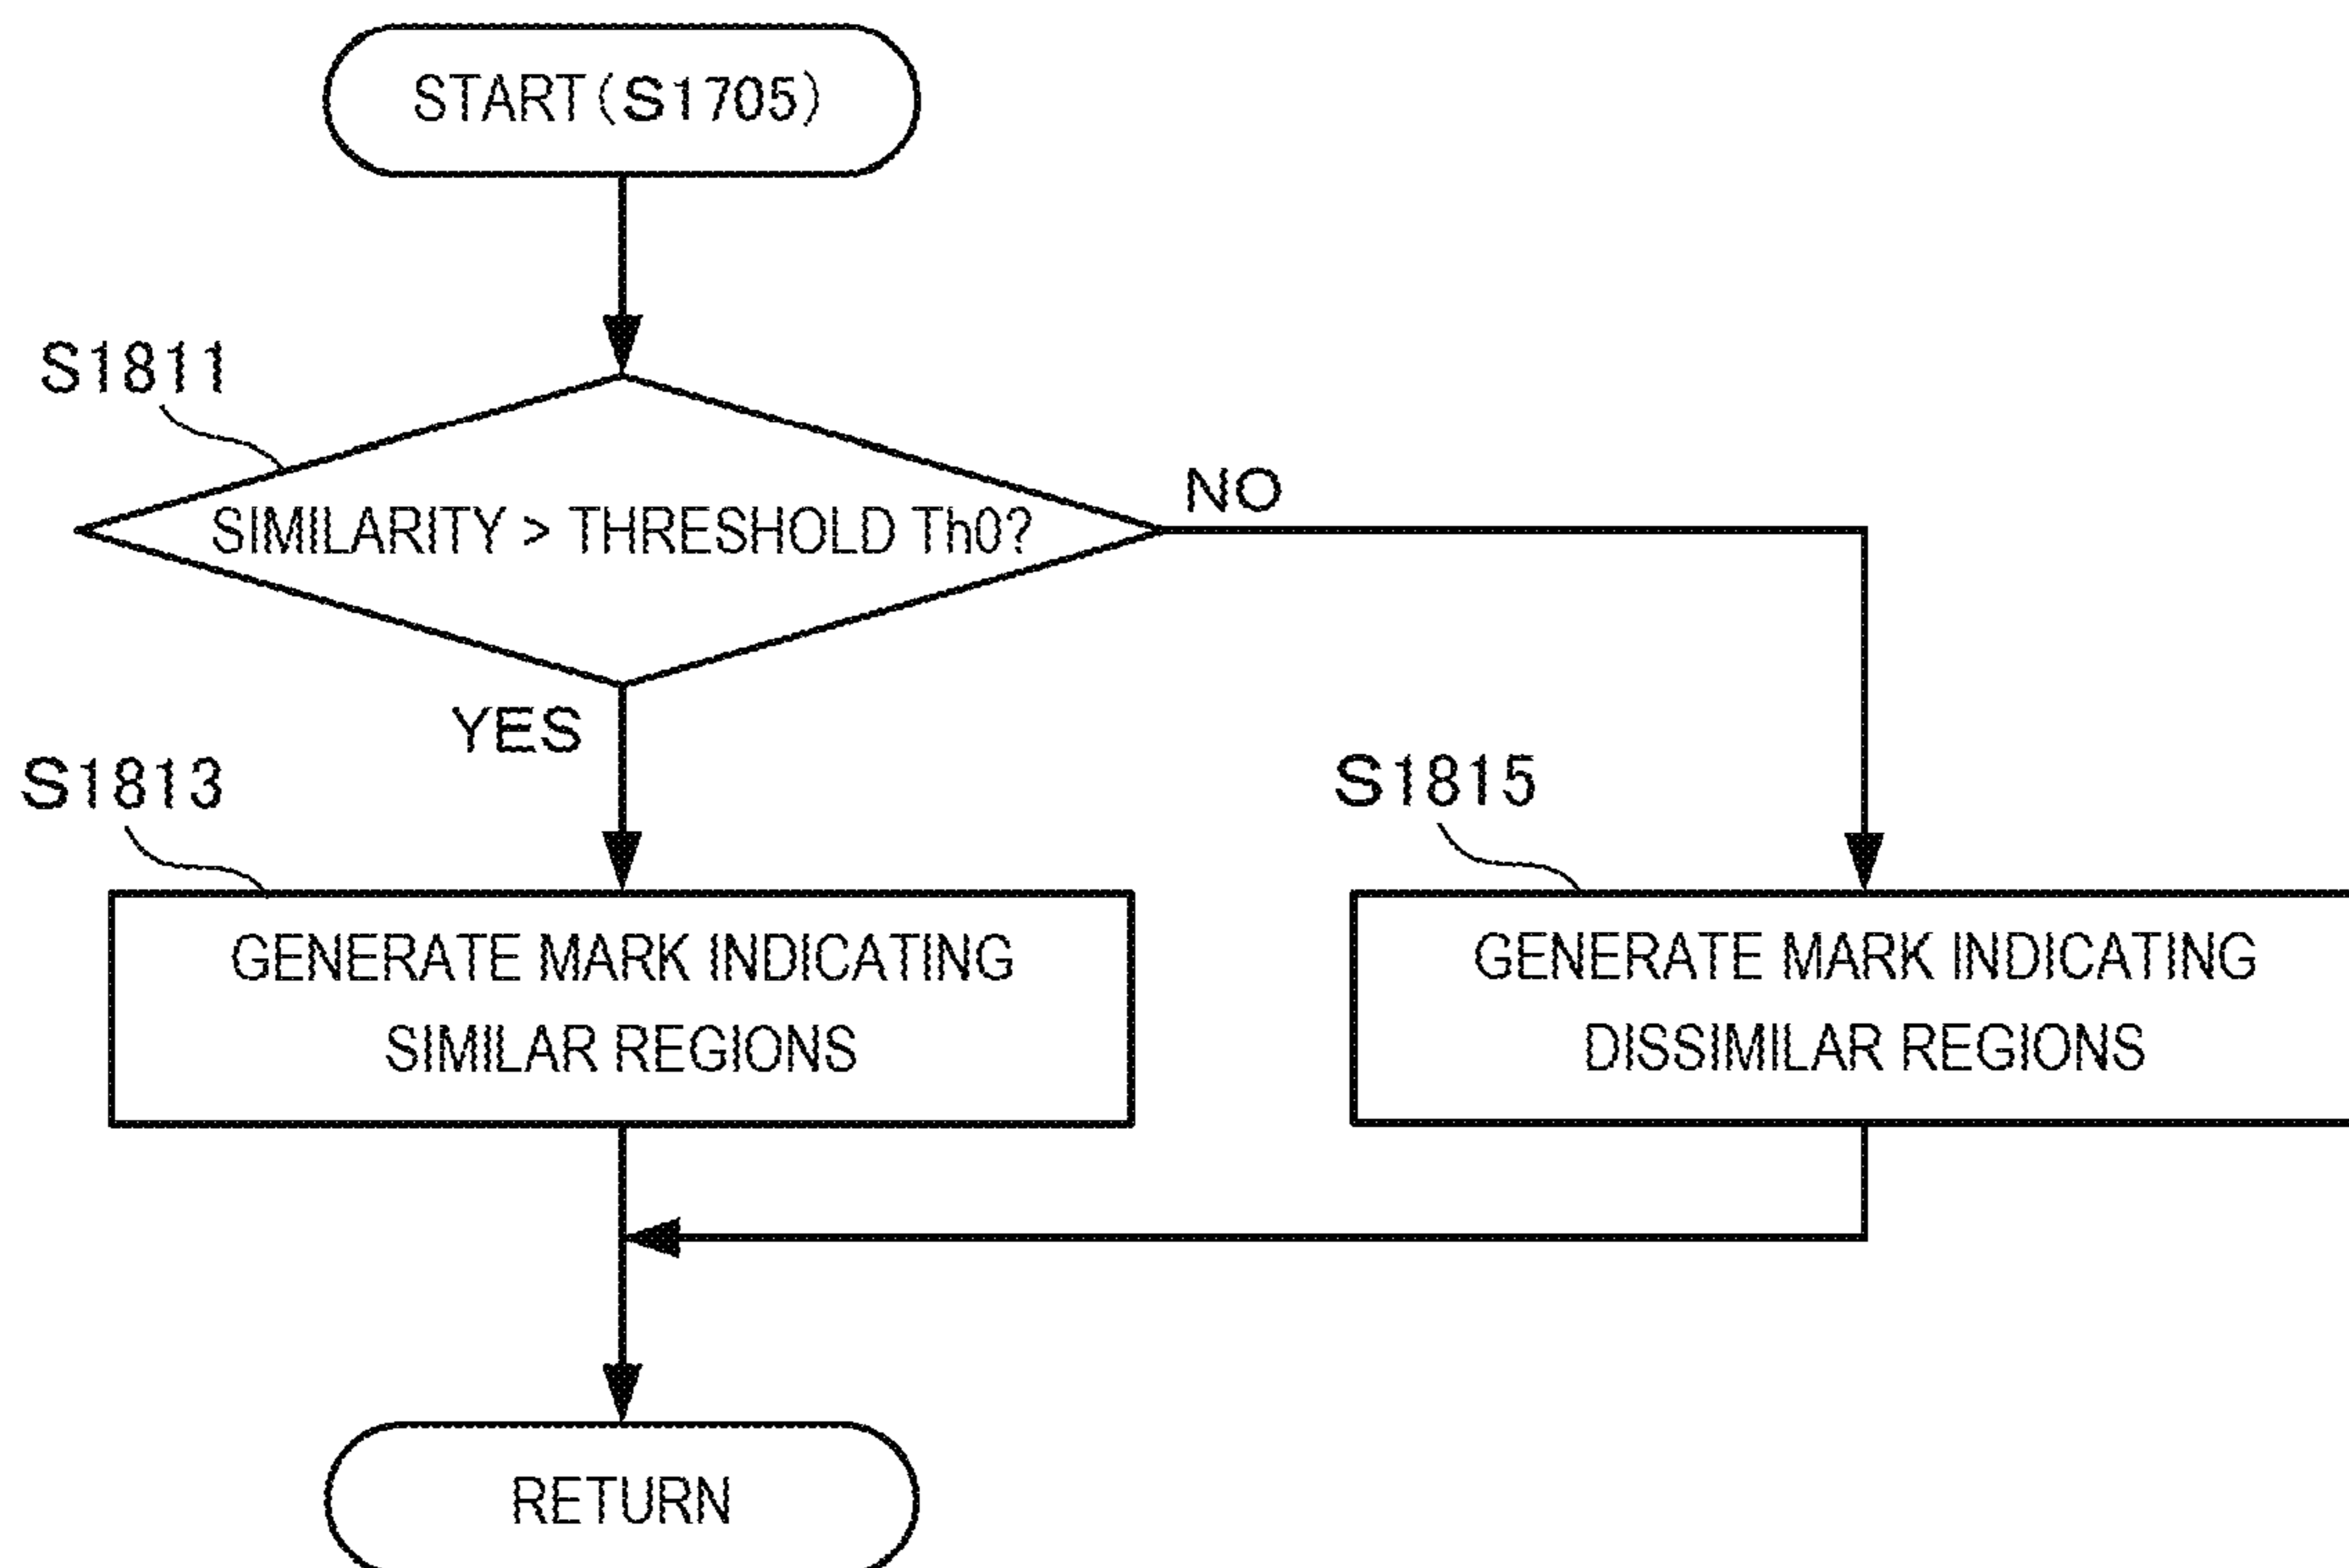 START(S1705)
S1811
SIMILARITY > THRESHOLD Th0?
NO
YES
S1813
S1815
GENERATE MARK INDICATING
SIMILAR REGIONS
GENERATE MARK INDICATING
DISSIMILAR REGIONS
RETURN